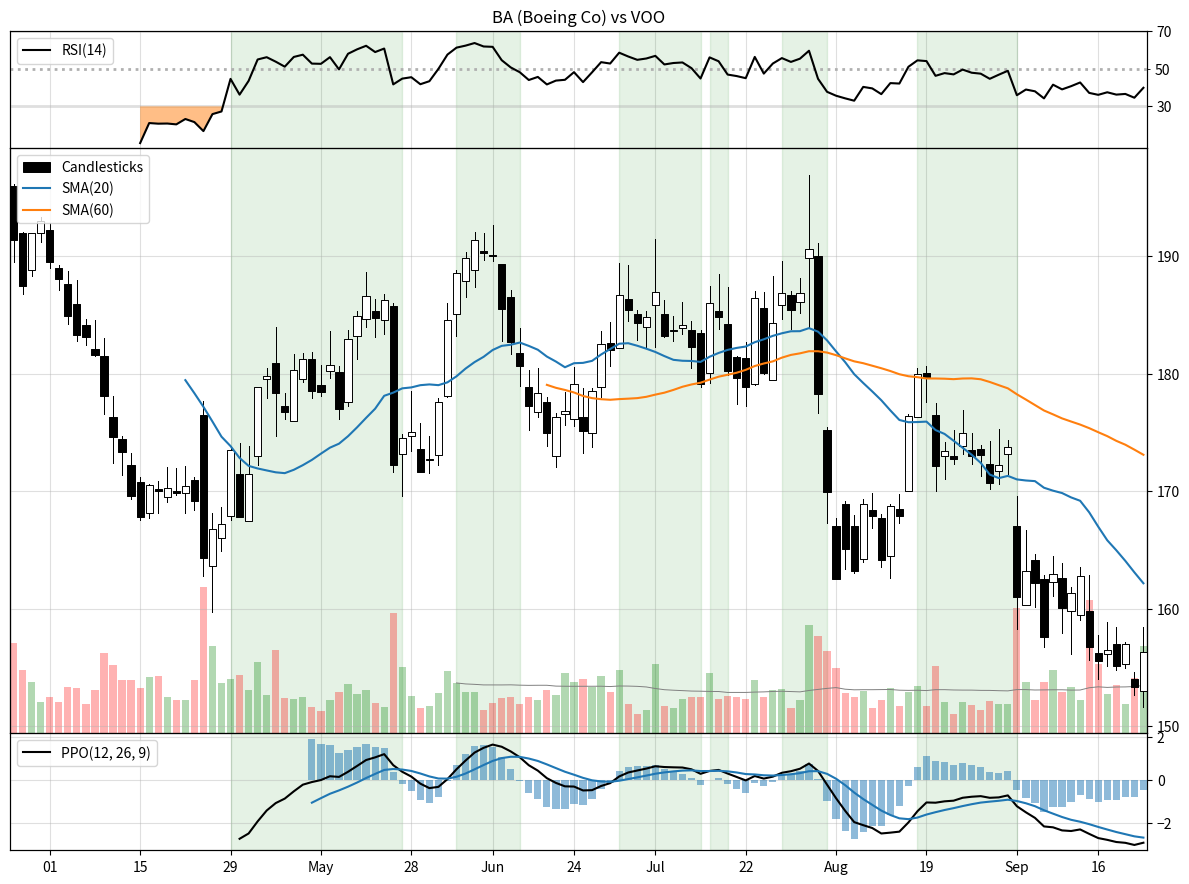 BA (Boeing Co) vs VOO
RSI(14)
70
50
30
Candlesticks
SMA(20)
SMA(60)
190
180
170
160
150
PPO(12, 26, 9)
2
0
−2
01 15 29 May 28 Jun 24 Jul 22 Aug 19 Sep 16